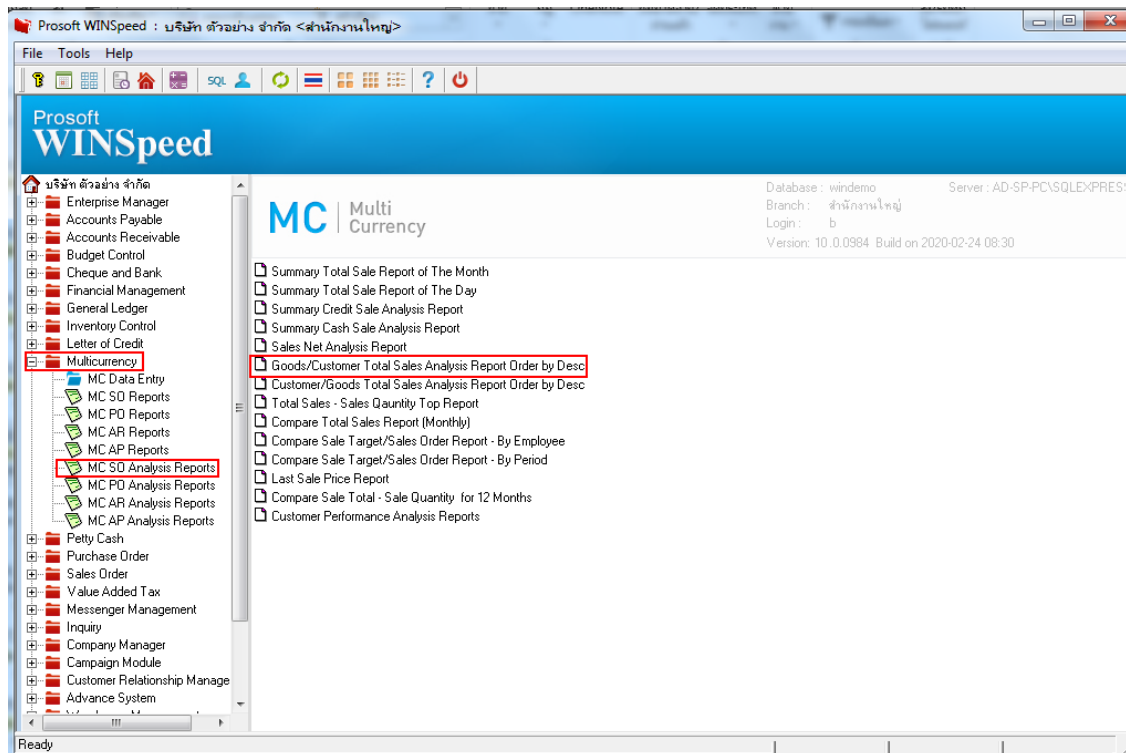 Prosoft WINSpeed : บริษัท ตัวอย่าง จำกัด <สำนักงานใหญ่>
File Tools Help
SQL
Prosoft
WINSpeed
บริษัท ตัวอย่าง จำกัด
Enterprise Manager
Accounts Payable
Accounts Receivable
Budget Control
Cheque and Bank
Financial Management
General Ledger
Inventory Control
Letter of Credit
Multicurrency
MC Data Entry
MC SO Reports
MC PO Reports
MC AR Reports
MC AP Reports
MC SO Analysis Reports
MC PO Analysis Reports
MC AR Analysis Reports
MC AP Analysis Reports
Petty Cash
Purchase Order
Sales Order
Value Added Tax
Messenger Management
Inquiry
Company Manager
Campaign Module
Customer Relationship Manage
Advance System
MC Multi Currency
Database : windemo Server : AD-SP-PC\SQLEXPRES
Branch : สำนักงานใหญ่
Login : b
Version: 10.0.0984 Build on 2020-02-24 08:30
Summary Total Sale Report of The Month
Summary Total Sale Report of The Day
Summary Credit Sale Analysis Report
Summary Cash Sale Analysis Report
Sales Net Analysis Report
Goods/Customer Total Sales Analysis Report Order by Desc
Customer/Goods Total Sales Analysis Report Order by Desc
Total Sales - Sales Qauntity Top Report
Compare Total Sales Report (Monthly)
Compare Sale Target/Sales Order Report - By Employee
Compare Sale Target/Sales Order Report - By Period
Last Sale Price Report
Compare Sale Total - Sale Quantity for 12 Months
Customer Performance Analysis Reports
Ready